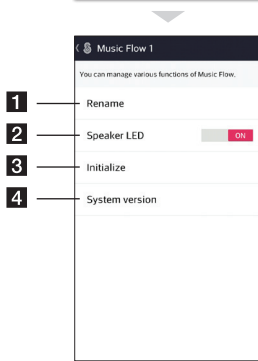 Music Flow 1
You can manage various functions of Music Flow.
1 Rename
2 Speaker LED ON
3 Initialize
4 System version